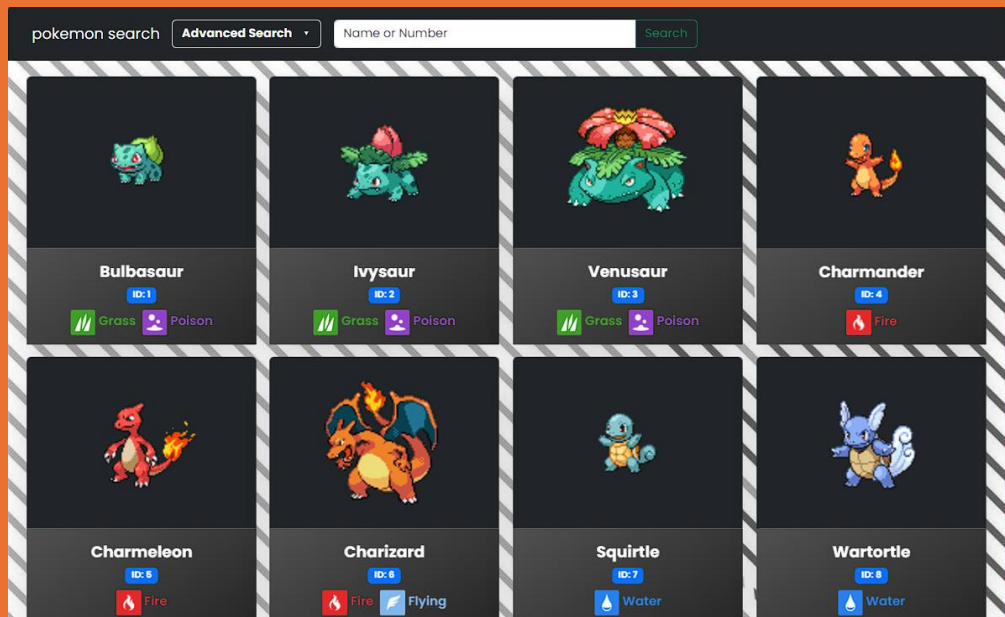 pokemon search Advanced Search Name or Number Search
Bulbasaur Ivysaur Venusaur Charmander
ID: 1 ID: 2 ID: 3 ID: 4
Grass Poison Grass Poison Grass Poison Fire
Charmeleon Charizard Squirtle Wartortle
ID: 5 ID: 6 ID: 7 ID: 8
Fire Fire Flying Water Water